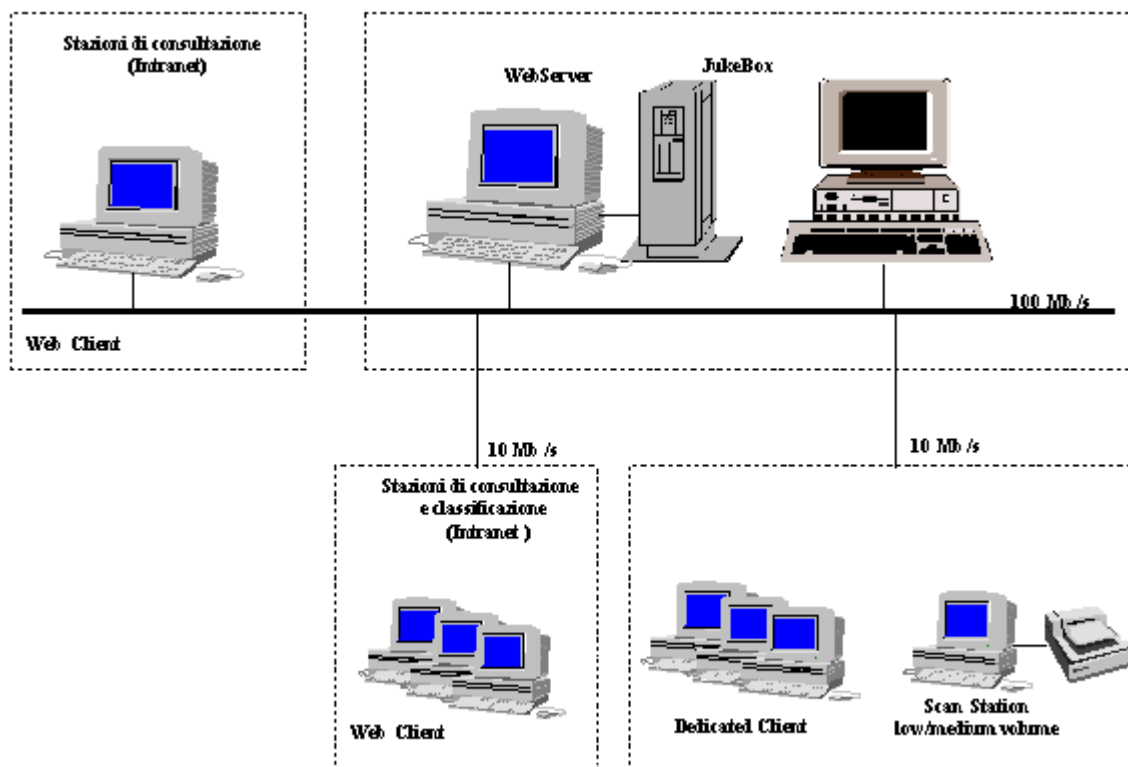 Stazioni di consultazione
(Intranet)
WebServer
JukeBox
100 Mb /s
Web Client
10 Mb /s
10 Mb /s
Stazioni di consultazione
e classificazione
(Intranet )
Web Client
Dedicated Client
Scan Station
low/medium volume